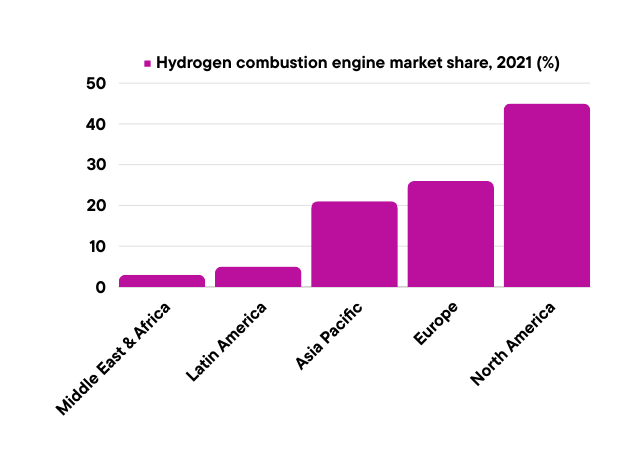 Hydrogen combustion engine market share, 2021 (%)
50
40
30
20
10
0
Middle East & Africa
Latin America
Asia Pacific
Europe
North America